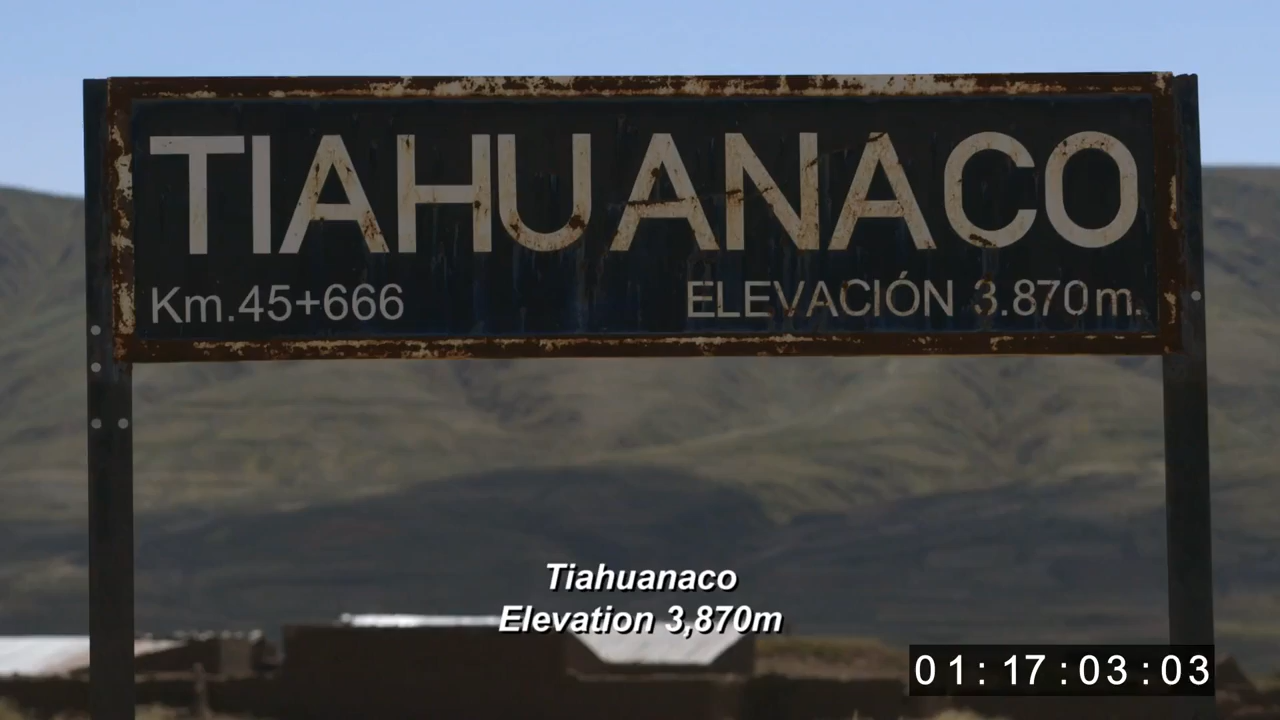 TIAHUANACO
Km.45+666 ELEVACIÓN 3.870m.
Tiahuanaco
Elevation 3,870m
01:17:03:03